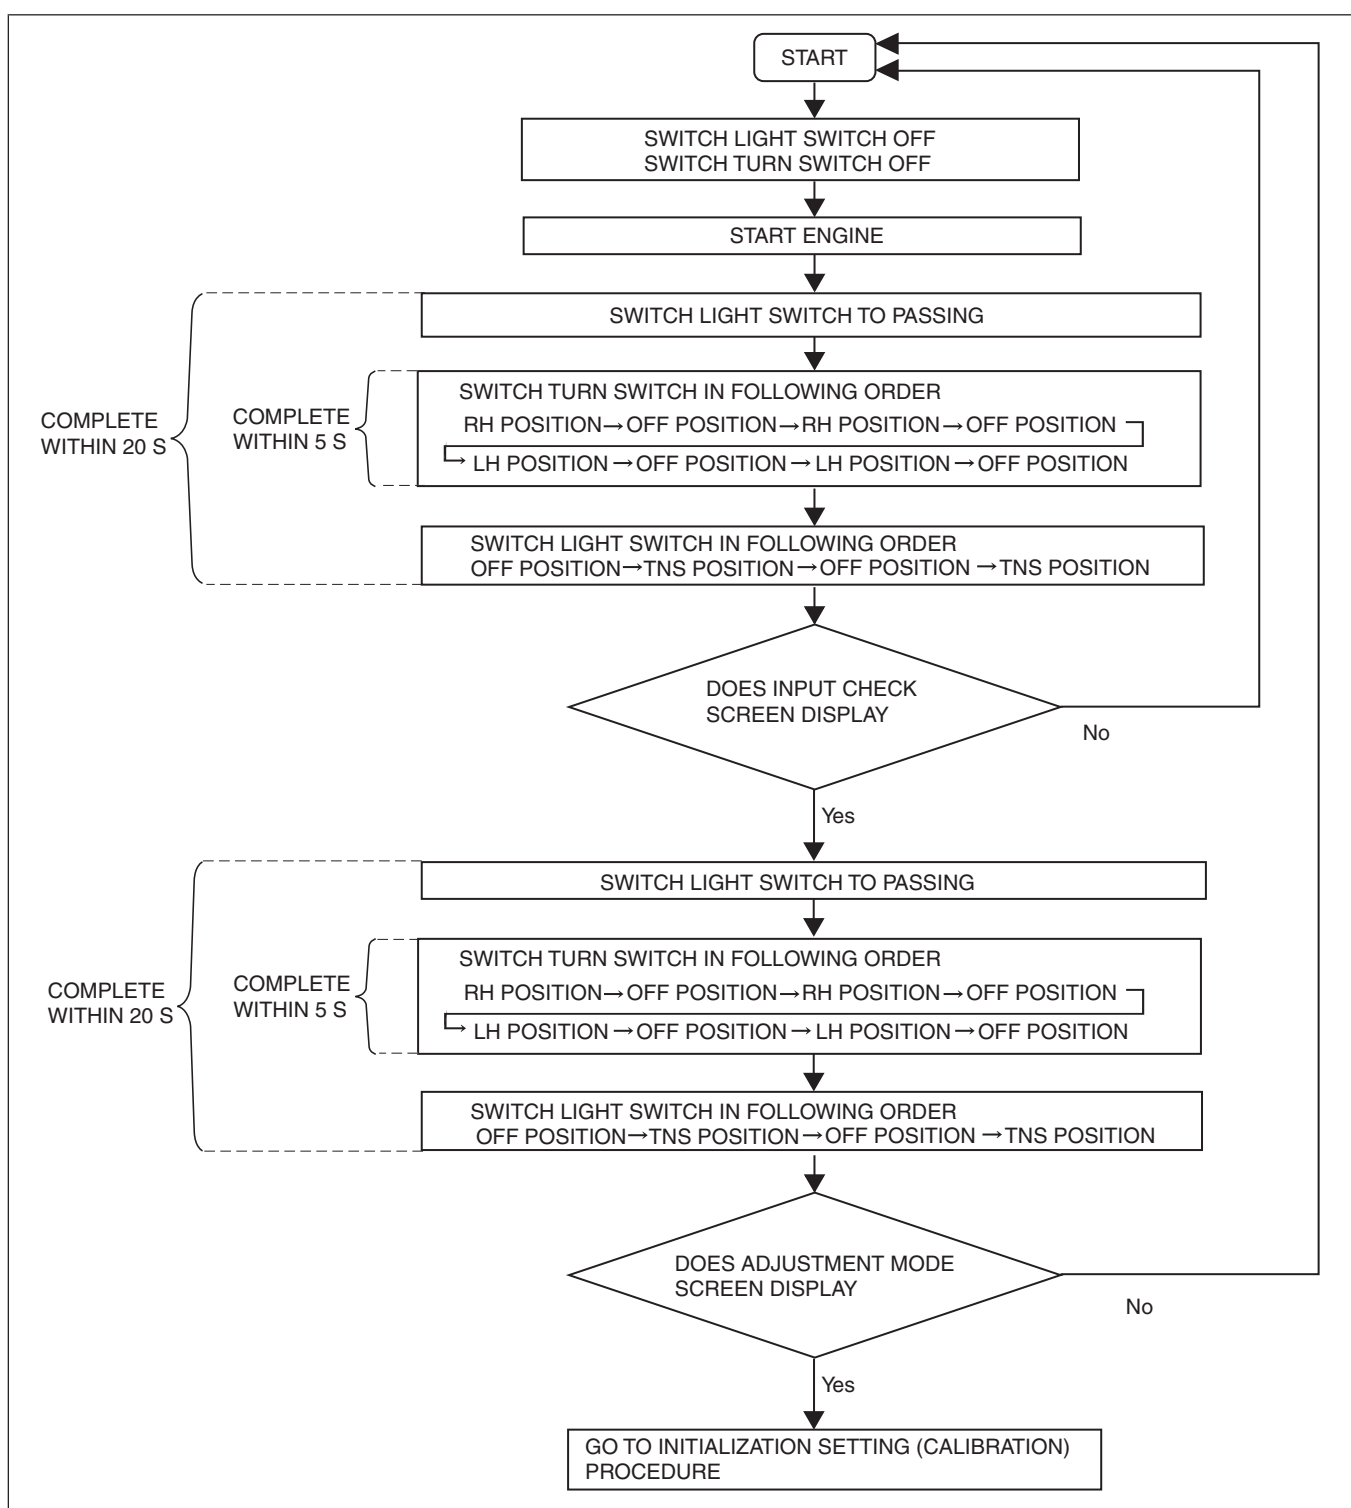 START
SWITCH LIGHT SWITCH OFF
SWITCH TURN SWITCH OFF
START ENGINE
SWITCH LIGHT SWITCH TO PASSING
COMPLETE
WITHIN 20 S
COMPLETE
WITHIN 5 S
SWITCH TURN SWITCH IN FOLLOWING ORDER
RH POSITION→OFF POSITION→RH POSITION→OFF POSITION
→LH POSITION→OFF POSITION→LH POSITION→OFF POSITION
SWITCH LIGHT SWITCH IN FOLLOWING ORDER
OFF POSITION→TNS POSITION→OFF POSITION→TNS POSITION
DOES INPUT CHECK
SCREEN DISPLAY
No
Yes
SWITCH LIGHT SWITCH TO PASSING
COMPLETE
WITHIN 20 S
COMPLETE
WITHIN 5 S
SWITCH TURN SWITCH IN FOLLOWING ORDER
RH POSITION→OFF POSITION→RH POSITION→OFF POSITION
→LH POSITION→OFF POSITION→LH POSITION→OFF POSITION
SWITCH LIGHT SWITCH IN FOLLOWING ORDER
OFF POSITION→TNS POSITION→OFF POSITION→TNS POSITION
DOES ADJUSTMENT MODE
SCREEN DISPLAY
No
Yes
GO TO INITIALIZATION SETTING (CALIBRATION)
PROCEDURE